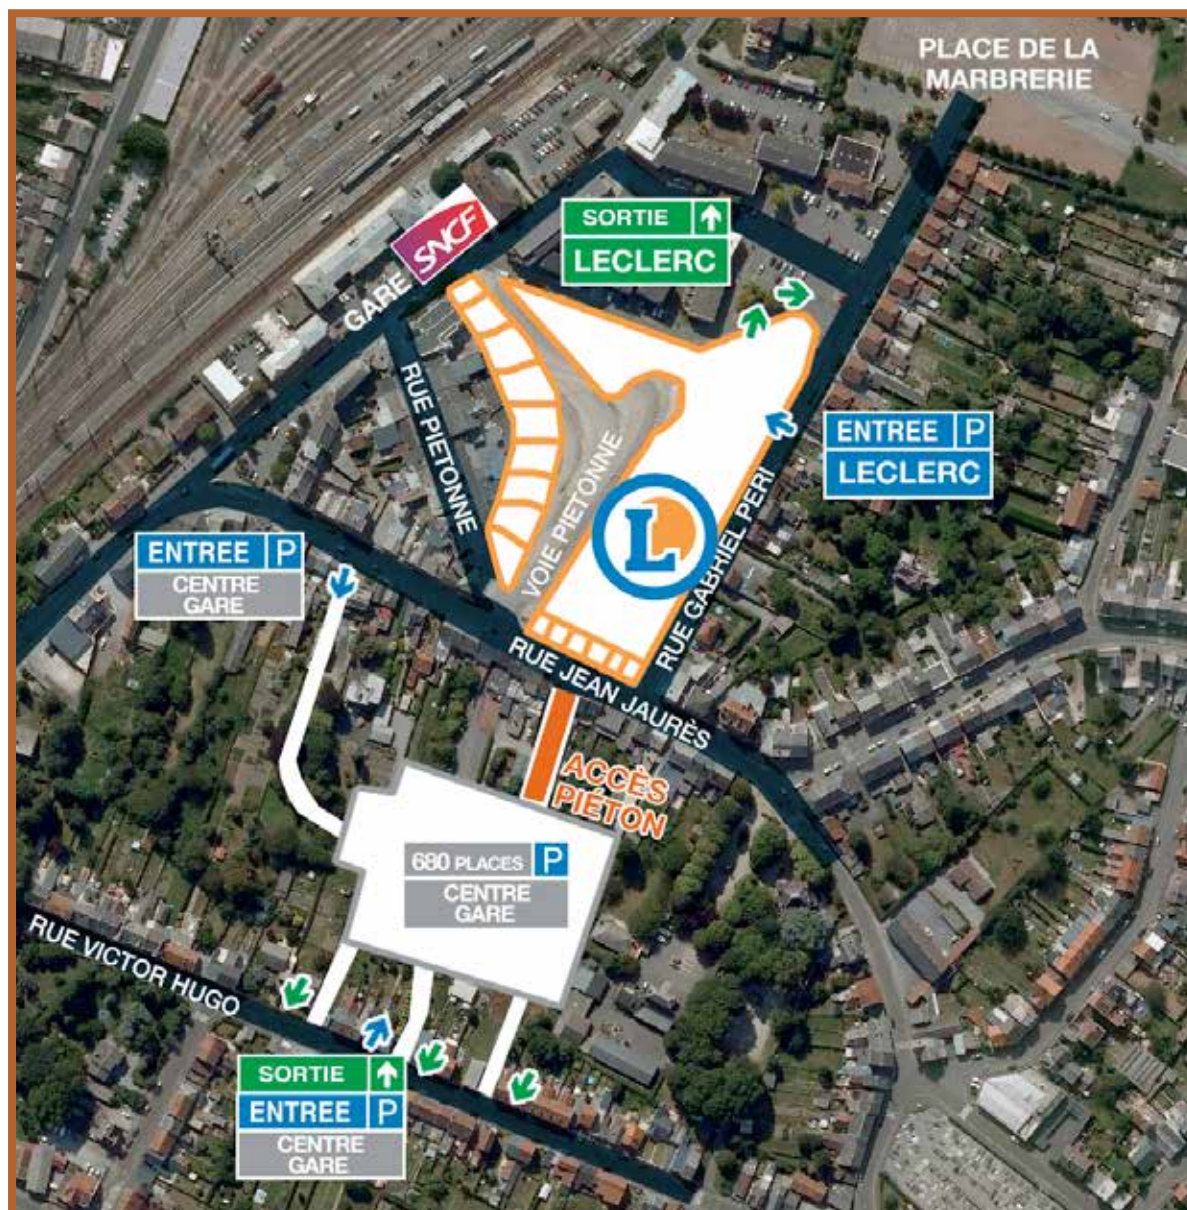 PLACE DE LA
MARBRERIE
SORTIE
LECLERC
GARE SNCF
RUE PIETONNE
VOIE PIETONNE
ENTREE P
LECLERC
RUE GABRIEL PERI
L
ENTREE P
CENTRE
GARE
RUE JEAN JAURÈS
ACCÈS
PIÉTON
680 PLACES P
CENTRE
GARE
RUE VICTOR HUGO
SORTIE
ENTREE P
CENTRE
GARE